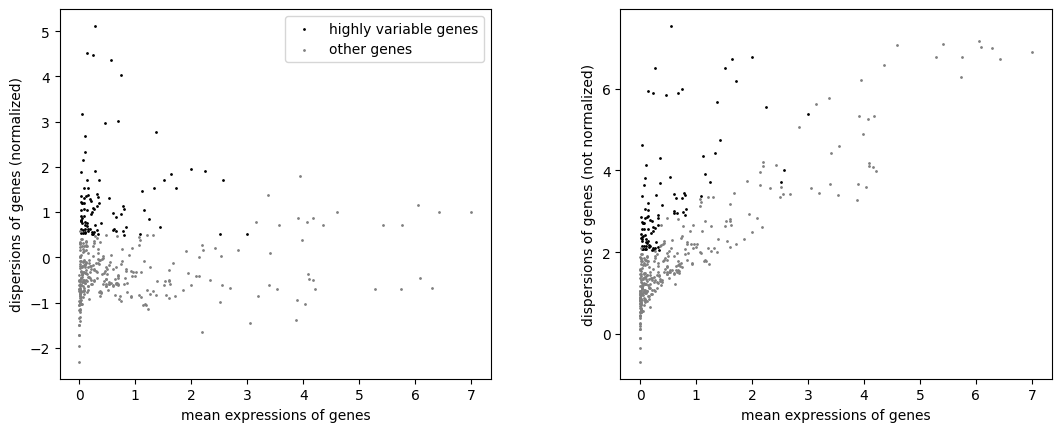 highly variable genes
other genes
dispersions of genes (normalized)
5
4
3
2
1
0
−1
−2
0 1 2 3 4 5 6 7
mean expressions of genes
dispersions of genes (not normalized)
6
4
2
0
0 1 2 3 4 5 6 7
mean expressions of genes